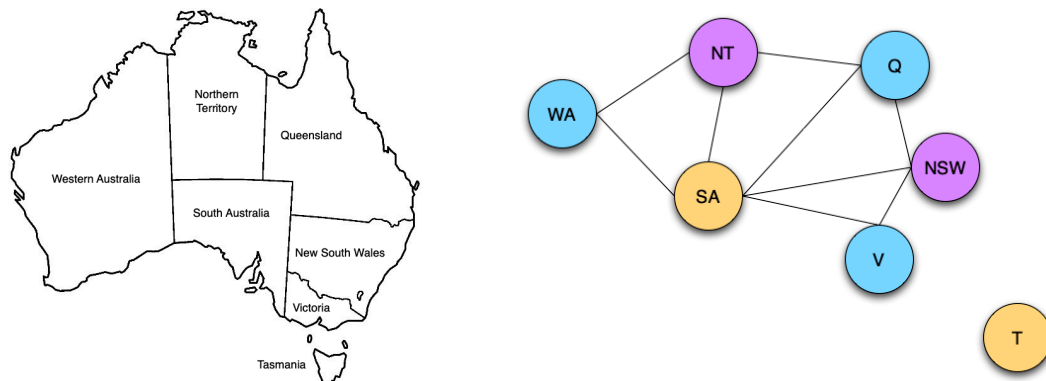 Northern
Territory
Queensland
Western Australia
South Australia
New South Wales
Victoria
Tasmania
NT
Q
WA
NSW
SA
V
T